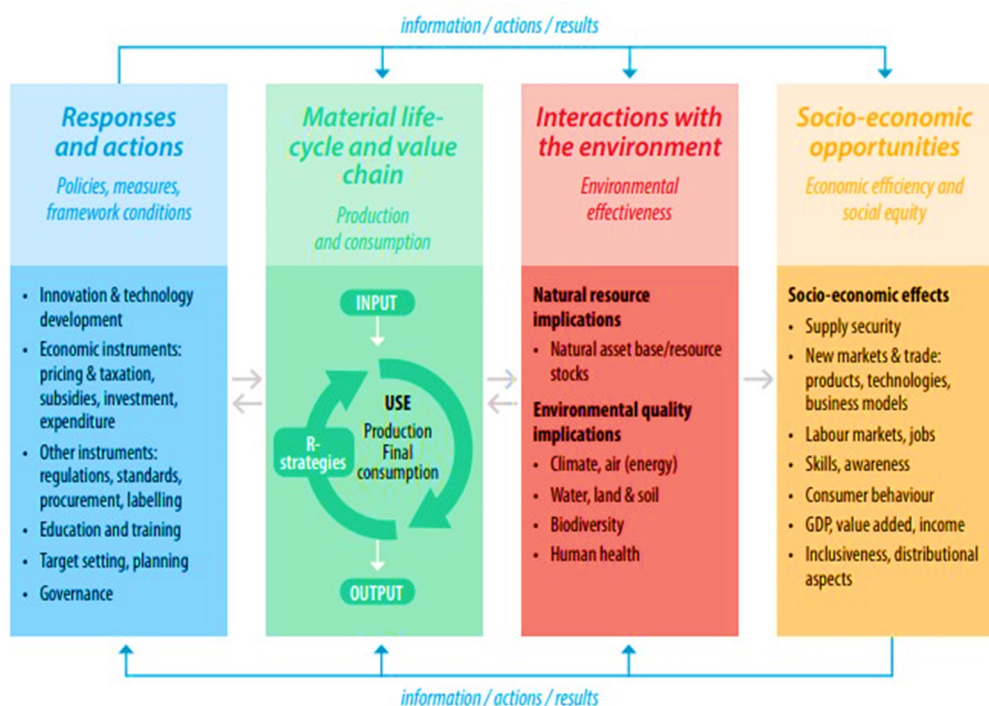 information / actions / results
Responses
and actions
Policies, measures,
framework conditions
• Innovation & technology
development
• Economic instruments:
pricing & taxation,
subsidies, investment,
expenditure
• Other instruments:
regulations, standards,
procurement, labelling
• Education and training
• Target setting, planning
• Governance
Material life-
cycle and value
chain
Production
and consumption
INPUT
USE
Production
Final
consumption
R-
strategies
OUTPUT
Interactions with
the environment
Environmental
effectiveness
Natural resource
implications
• Natural asset base/resource
stocks
Environmental quality
implications
• Climate, air (energy)
• Water, land & soil
• Biodiversity
• Human health
Socio-economic
opportunities
Economic efficiency and
social equity
Socio-economic effects
• Supply security
• New markets & trade:
products, technologies,
business models
• Labour markets, jobs
• Skills, awareness
• Consumer behaviour
• GDP, value added, income
• Inclusiveness, distributional
aspects
information / actions / results